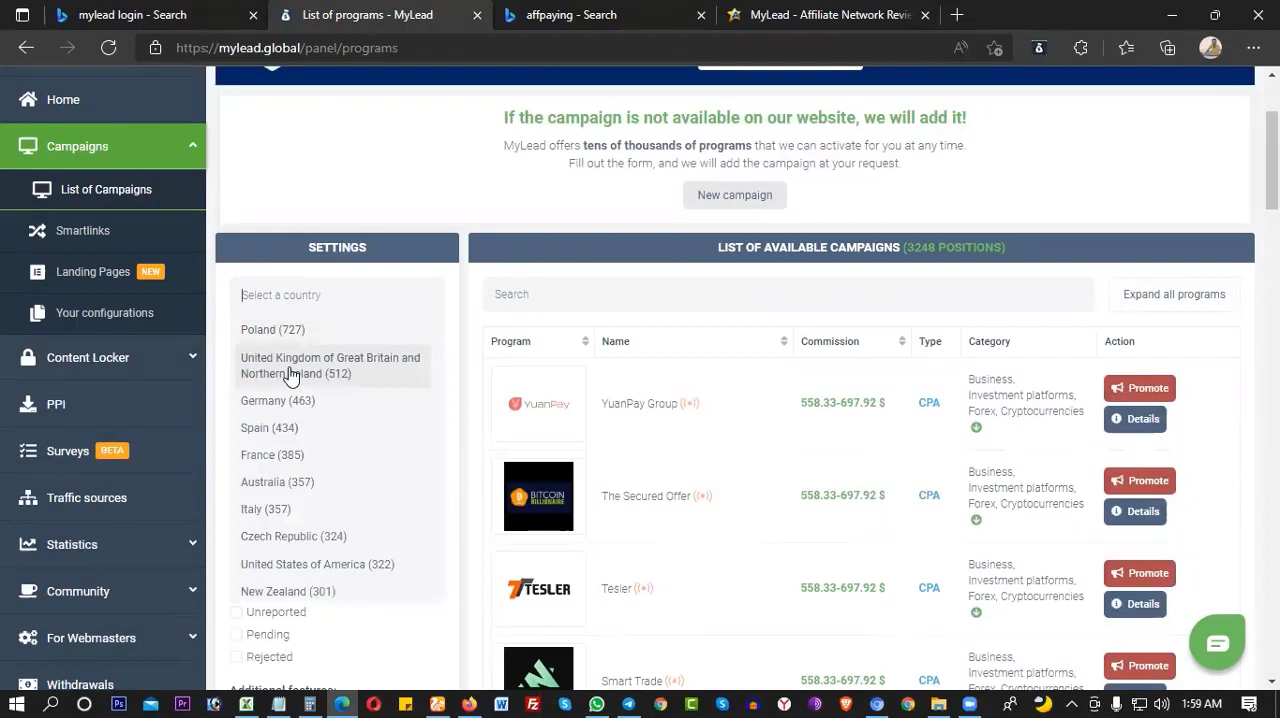 mylead login - Search
List of programs - MyLead
affpaying - Search
MyLead - Affiliate Network Revie
https://mylead.global/panel/programs
Home
Campaigns
List of Campaigns
Smartlinks
Landing Pages NEW
Your configurations
Content Locker
PPI
Surveys BETA
Traffic sources
Statistics
Community
For Webmasters
Withdrawals
If the campaign is not available on our website, we will add it!
MyLead offers tens of thousands of programs that we can activate for you at any time.
Fill out the form, and we will add the campaign at your request.
New campaign
SETTINGS
Select a country
Poland (727)
United Kingdom of Great Britain and
Northern Ireland (512)
Germany (463)
Spain (434)
France (385)
Australia (357)
Italy (357)
Czech Republic (324)
United States of America (322)
New Zealand (301)
Unreported
Pending
Rejected
Additional features:
LIST OF AVAILABLE CAMPAIGNS (3248 POSITIONS)
Search
Expand all programs
Program Name Commission Type Category Action
YuanPay
YuanPay Group
558.33-697.92 $
CPA
Business,
Investment platforms,
Forex, Cryptocurrencies
Promote
Details
BITCOIN
BILLIONAIRE
The Secured Offer
558.33-697.92 $
CPA
Business,
Investment platforms,
Forex, Cryptocurrencies
Promote
Details
TESLER
Tesler
558.33-697.92 $
CPA
Business,
Investment platforms,
Forex, Cryptocurrencies
Promote
Details
Smart Trade
558.33-697.92 $
CPA
Business,
Investment platforms,
Promote
1:59 AM